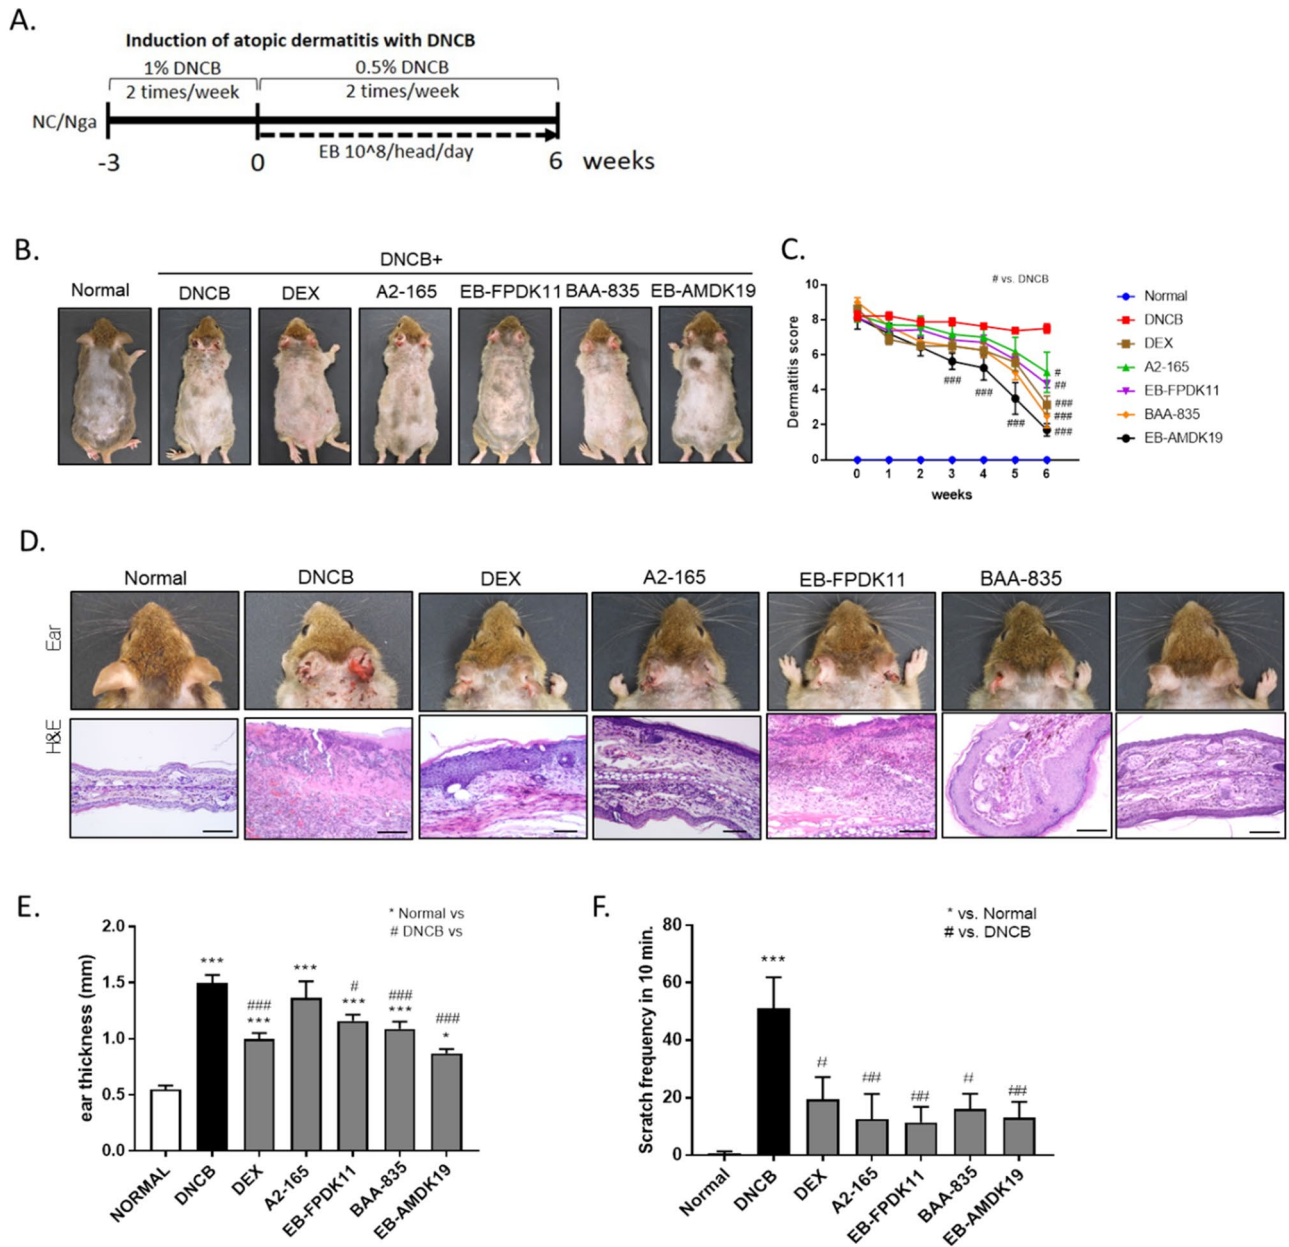 A.
Induction of atopic dermatitis with DNCB
1% DNCB
0.5% DNCB
2 times/week
2 times/week
NC/Nga
EB 10^8/head/day
-3
0
6 weeks
B.
DNCB+
Normal
DNCB
DEX
A2-165
EB-FPDK11
BAA-835
EB-AMDK19
C.
# vs. DNCB
Dermatitis score
10
8
6
4
2
0
0 1 2 3 4 5 6
weeks
###
###
###
#
##
###
###
###
Normal
DNCB
DEX
A2-165
EB-FPDK11
BAA-835
EB-AMDK19
D.
Normal
DNCB
DEX
A2-165
EB-FPDK11
BAA-835
Ear
H&E
E.
* Normal vs
# DNCB vs
ear thickness (mm)
2.0
1.5
1.0
0.5
0.0
***
###
***
***
#
***
###
***
###
*
NORMAL
DNCB
DEX
A2-165
EB-FPDK11
BAA-835
EB-AMDK19
F.
* vs. Normal
# vs. DNCB
Scratch frequency in 10 min.
80
60
40
20
0
***
#
##
##
#
##
Normal
DNCB
DEX
A2-165
EB-FPDK11
BAA-835
EB-AMDK19